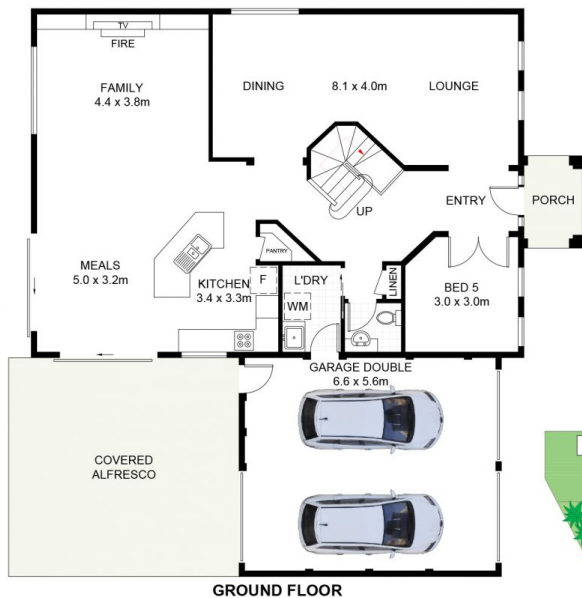 TV
FIRE
FAMILY
4.4 x 3.8m
DINING 8.1 x 4.0m LOUNGE
UP
ENTRY
PORCH
PANTRY
MEALS
5.0 x 3.2m
KITCHEN
3.4 x 3.3m
F
L'DRY
WM
LINEN
BED 5
3.0 x 3.0m
GARAGE DOUBLE
6.6 x 5.6m
COVERED
ALFRESCO
GROUND FLOOR